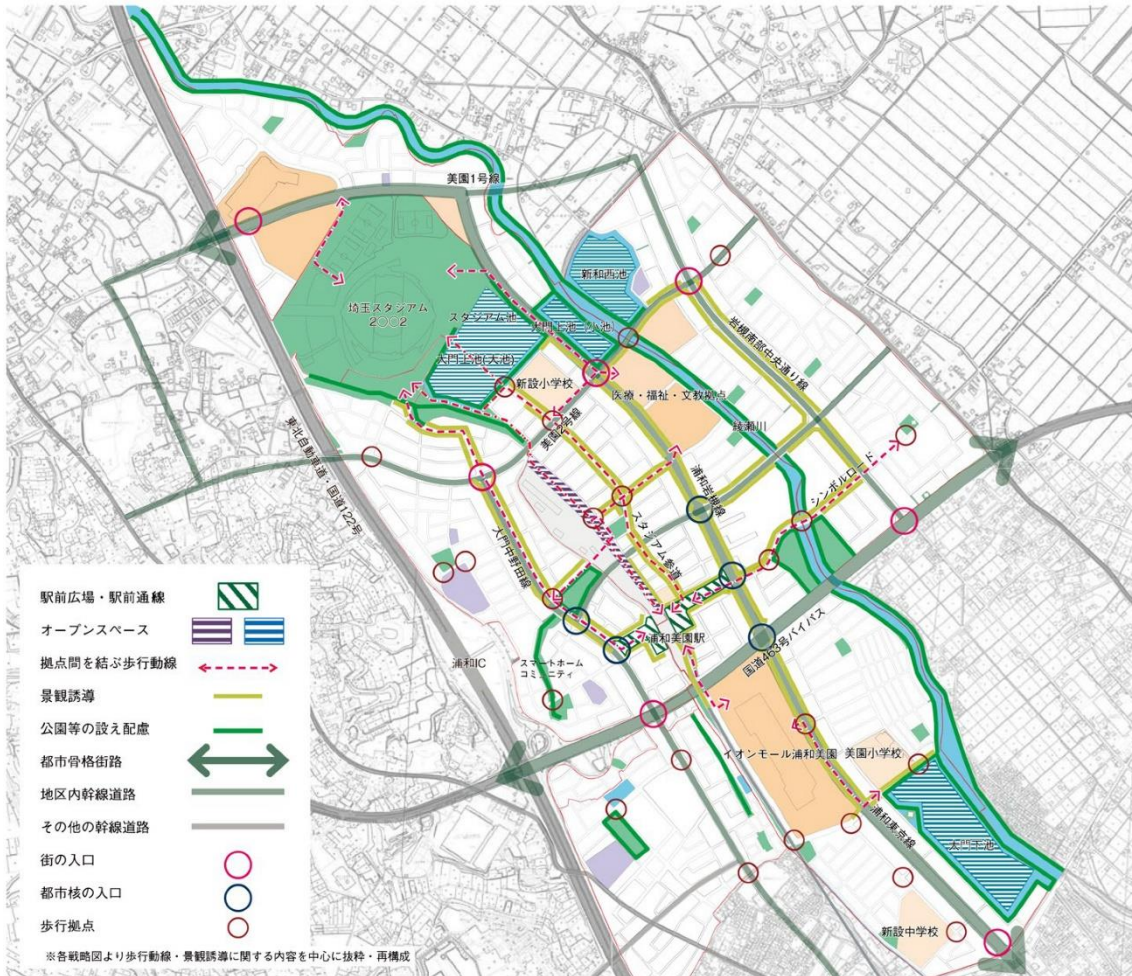 美園1号線
新和西池
埼玉スタジアム
2○○2
スタジアム池
大門上池(小池)
大門上池(大池)
岩槻南部中央通り線
新設小学校
医療・福祉・文教拠点
綾瀬川
東北自動車道・国道122号
浦和岩槻線
シンボルロード
大門中野田線
スタジアム参道
浦和美園駅
国道463号バイパス
浦和IC
スマートホーム
コミュニティ
イオンモール浦和美園
美園小学校
浦和東京線
大門下池
新設中学校
駅前広場・駅前通線
オープンスペース
拠点間を結ぶ歩行動線
景観誘導
公園等の設え配慮
都市骨格街路
地区内幹線道路
その他の幹線道路
街の入口
都市核の入口
歩行拠点
※各戦略図より歩行動線・景観誘導に関する内容を中心に抜粋・再構成